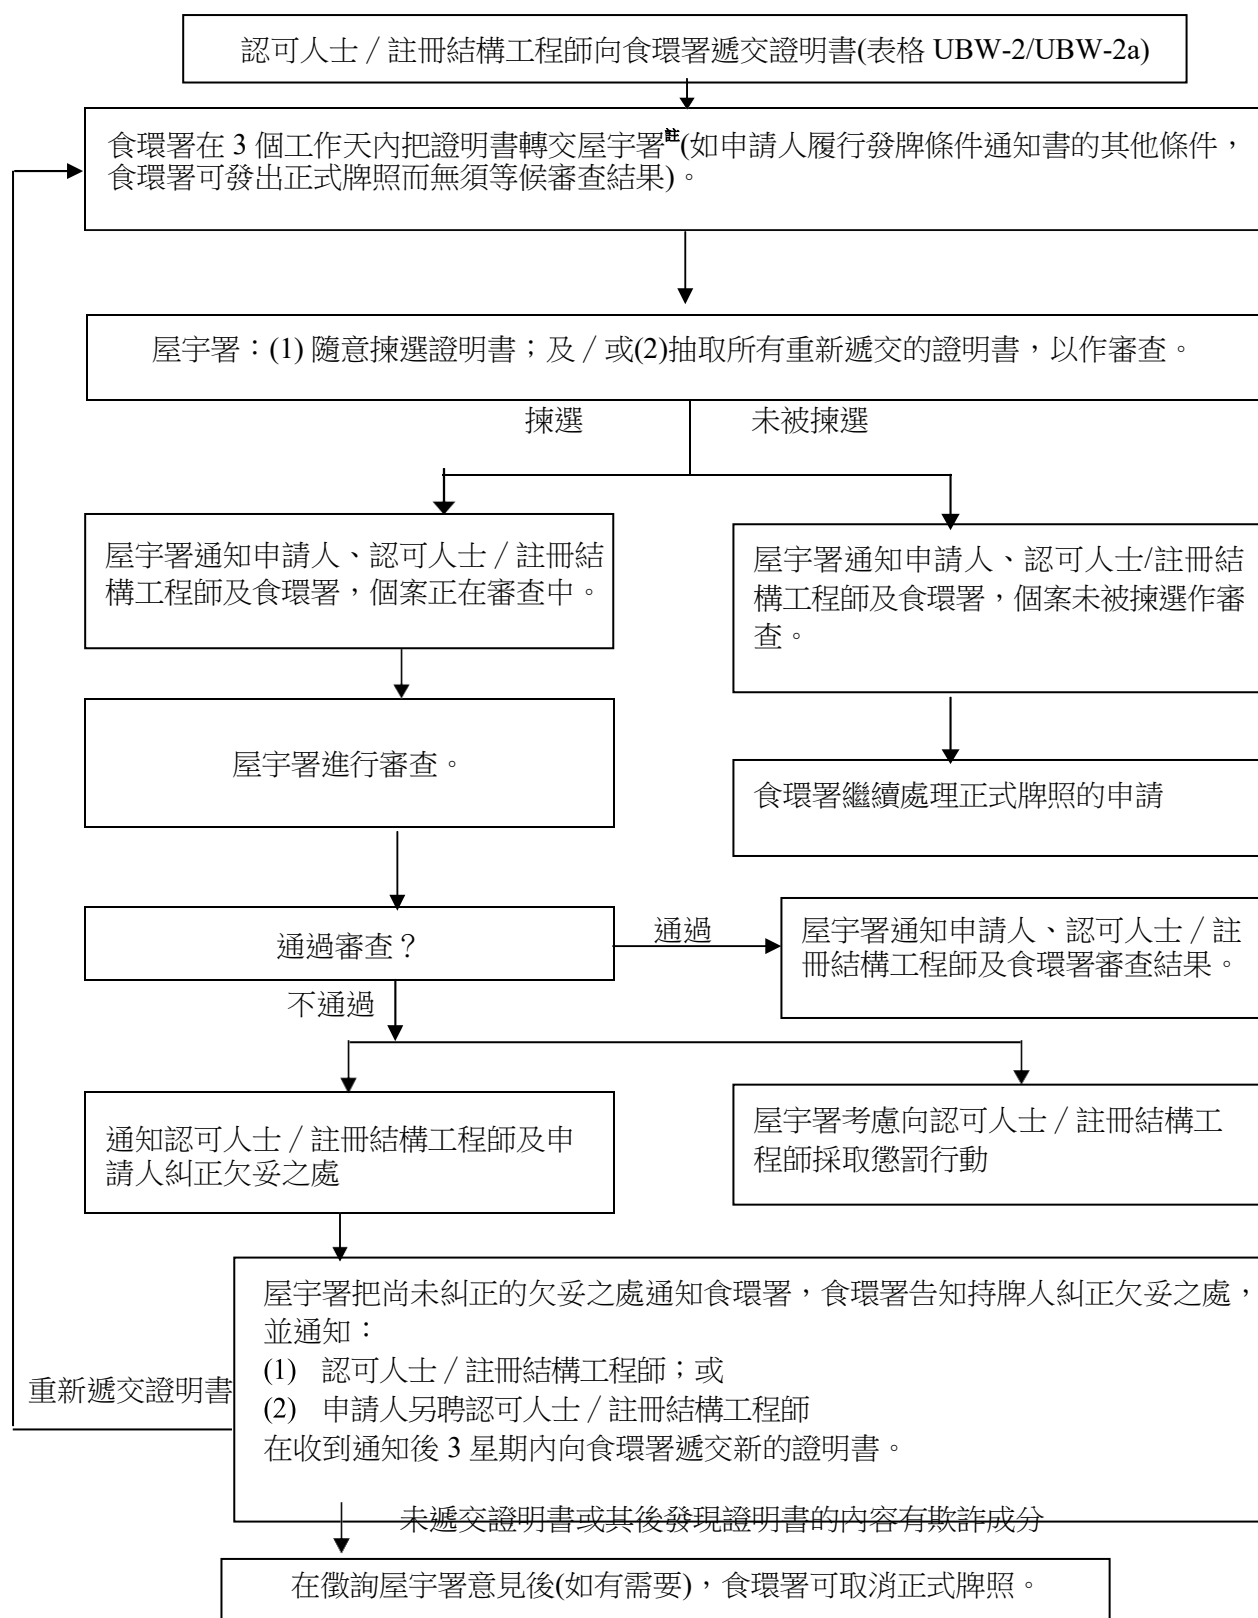 認可人士／註冊結構工程師向食環署遞交證明書(表格 UBW-2/UBW-2a)
食環署在 3 個工作天內把證明書轉交屋宇署註(如申請人履行發牌條件通知書的其他條件，
食環署可發出正式牌照而無須等候審查結果)。
屋宇署：(1) 隨意揀選證明書；及／或(2)抽取所有重新遞交的證明書，以作審查。
揀選
未被揀選
屋宇署通知申請人、認可人士／註冊結
構工程師及食環署，個案正在審查中。
屋宇署通知申請人、認可人士/註冊結
構工程師及食環署，個案未被揀選作審
查。
屋宇署進行審查。
食環署繼續處理正式牌照的申請
通過審查？
通過
屋宇署通知申請人、認可人士／註
冊結構工程師及食環署審查結果。
不通過
通知認可人士／註冊結構工程師及申
請人糾正欠妥之處
屋宇署考慮向認可人士／註冊結構工
程師採取懲罰行動
屋宇署把尚未糾正的欠妥之處通知食環署，食環署告知持牌人糾正欠妥之處，
並通知：
(1) 認可人士／註冊結構工程師；或
(2) 申請人另聘認可人士／註冊結構工程師
在收到通知後 3 星期內向食環署遞交新的證明書。
重新遞交證明書
未遞交證明書或其後發現證明書的內容有欺詐成分
在徵詢屋宇署意見後(如有需要)，食環署可取消正式牌照。